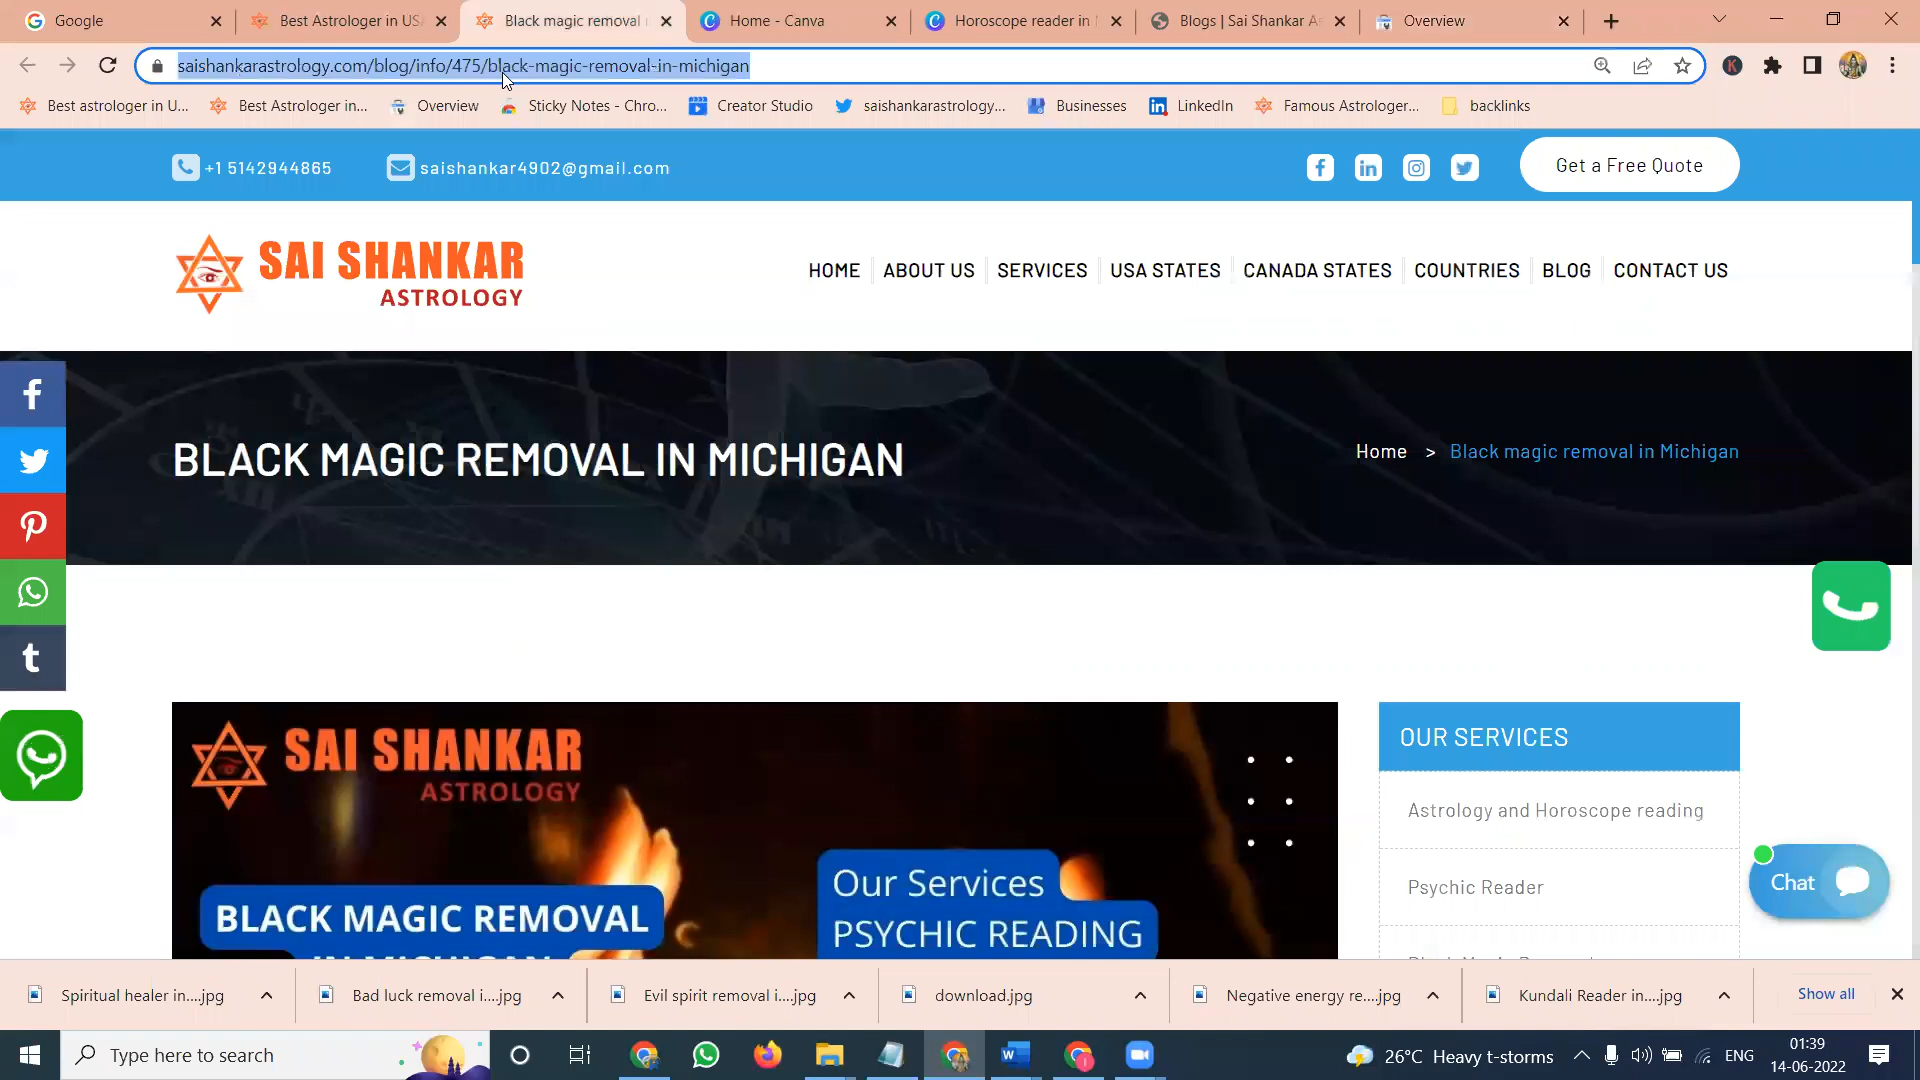 Google
Best Astrologer in USA
Black magic removal
Home - Canva
Horoscope reader in
Blogs | Sai Shankar As
Overview
saishankarastrology.com/blog/info/475/black-magic-removal-in-michigan
Best astrologer in U...
Best Astrologer in...
Overview
Sticky Notes - Chro...
Creator Studio
saishankarastrology...
Businesses
LinkedIn
Famous Astrologer...
backlinks
+1 5142944865
saishankar4902@gmail.com
Get a Free Quote
SAI SHANKAR
ASTROLOGY
HOME
ABOUT US
SERVICES
USA STATES
CANADA STATES
COUNTRIES
BLOG
CONTACT US
BLACK MAGIC REMOVAL IN MICHIGAN
Home > Black magic removal in Michigan
SAI SHANKAR
ASTROLOGY
BLACK MAGIC REMOVAL
IN MICHIGAN
Our Services
PSYCHIC READING
OUR SERVICES
Astrology and Horoscope reading
Psychic Reader
Chat
Spiritual healer in....jpg
Bad luck removal i....jpg
Evil spirit removal i....jpg
download.jpg
Negative energy re....jpg
Kundali Reader in....jpg
Show all
Type here to search
26°C Heavy t-storms
ENG
01:39
14-06-2022